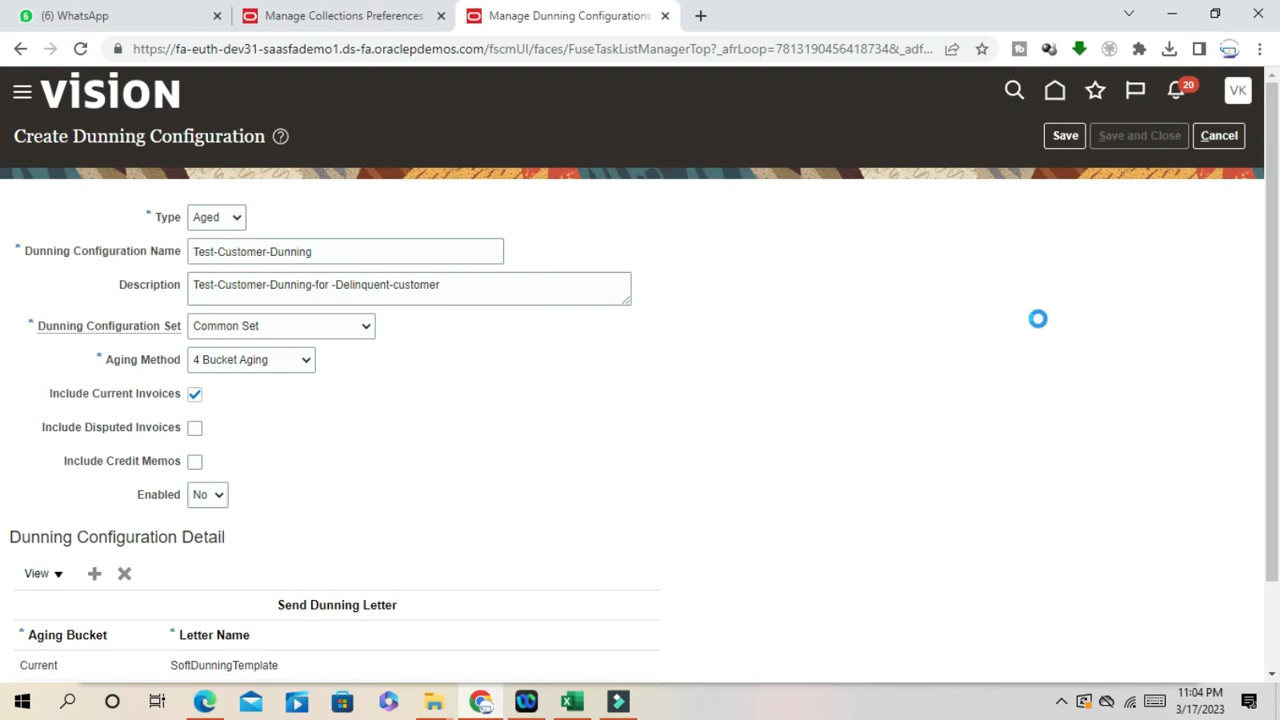 (6) WhatsApp
Manage Collections Preferences
Manage Dunning Configurations
https://fa-euth-dev31-saasfademo1.ds-fa.oraclepdemos.com/fscmUI/faces/FuseTaskListManagerTop?_afrLoop=78131904564187348&_adf...
VISION
20
VK
Create Dunning Configuration
Save
Save and Close
Cancel
* Type Aged
* Dunning Configuration Name Test-Customer-Dunning
Description Test-Customer-Dunning-for -Delinquent-customer
* Dunning Configuration Set Common Set
* Aging Method 4 Bucket Aging
Include Current Invoices
Include Disputed Invoices
Include Credit Memos
Enabled No
Dunning Configuration Detail
View
Send Dunning Letter
* Aging Bucket * Letter Name
Current SoftDunningTemplate
11:04 PM
3/17/2023